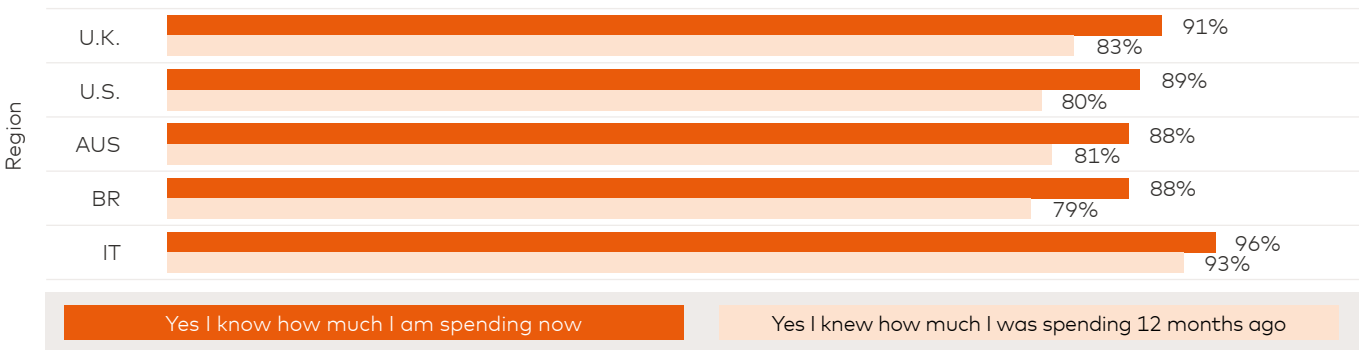 Region
U.K.
91%
83%
U.S.
89%
80%
AUS
88%
81%
BR
88%
79%
IT
96%
93%
Yes I know how much I am spending now
Yes I knew how much I was spending 12 months ago